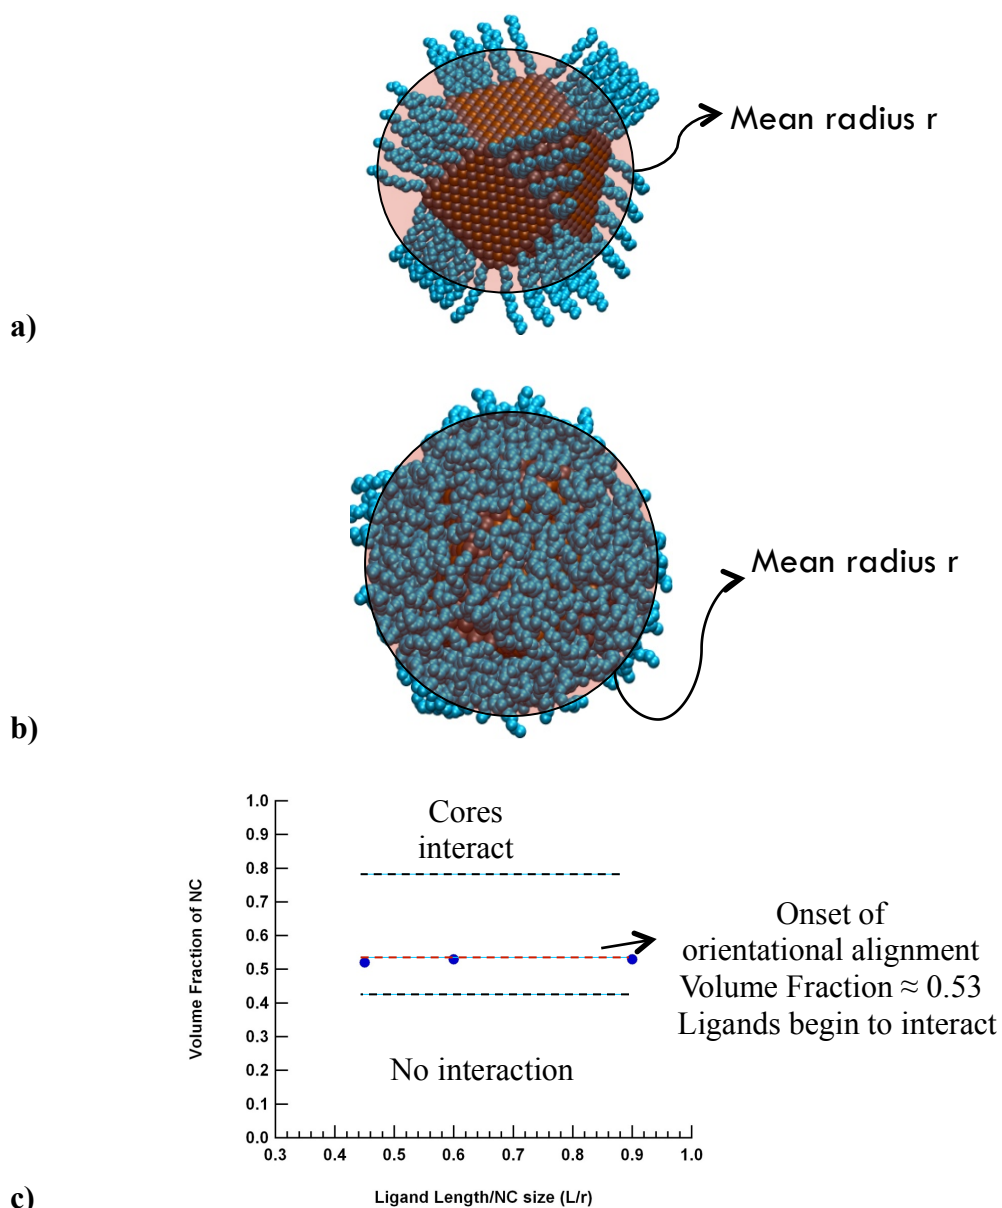 Mean radius r
a)
Mean radius r
b)
1.0
0.9
0.8
0.7
0.6
0.5
0.4
0.3
0.2
0.1
0.0
Volume Fraction of NC
Cores
interact
Onset of
orientational alignment
Volume Fraction ≈ 0.53
Ligands begin to interact
No interaction
0.3 0.4 0.5 0.6 0.7 0.8 0.9 1.0
Ligand Length/NC size (L/r)
c)